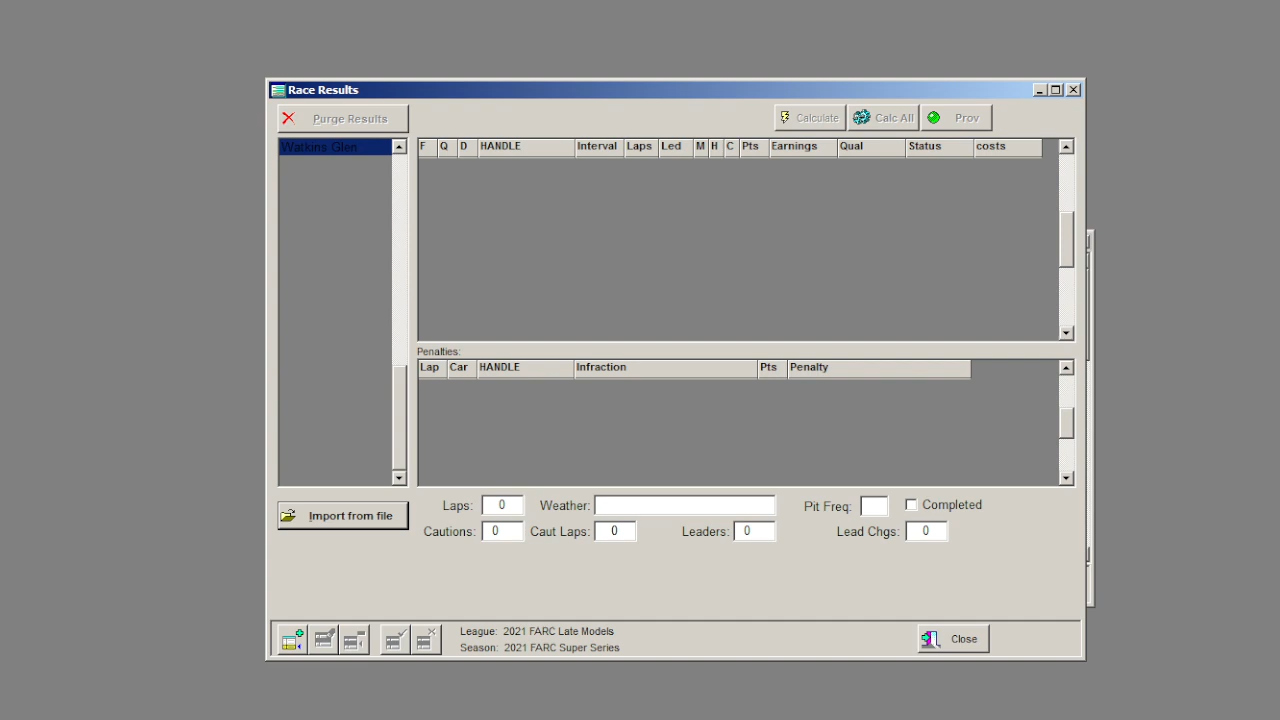 Race Results
Purge Results
Calculate Calc All Prov
Watkins Glen
F Q D HANDLE Interval Laps Led M H C Pts Earnings Qual Status costs
Penalties:
Lap Car HANDLE Infraction Pts Penalty
Import from file
Laps: 0 Weather: Pit Freq: Completed
Cautions: 0 Caut Laps: 0 Leaders: 0 Lead Chgs: 0
League: 2021 FARC Late Models
Season: 2021 FARC Super Series
Close